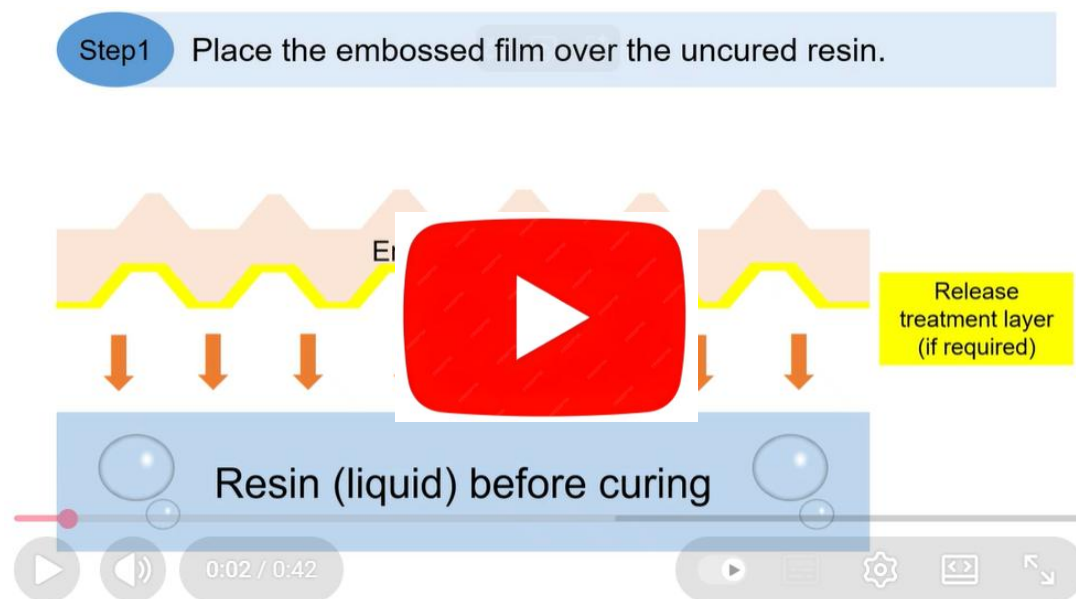 Step1
Place the embossed film over the uncured resin.
Release
treatment layer
(if required)
Resin (liquid) before curing
0:02 / 0:42